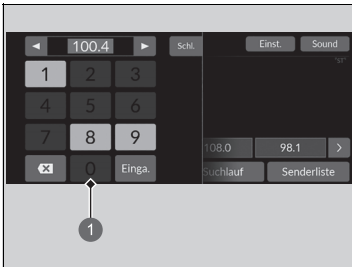 ◄ 100.4 ► Schl. Einst. Sound
1 2 3
4 5 6
7 8 9 108.0 98.1 >
0 Einga. Suchlauf Senderliste
1